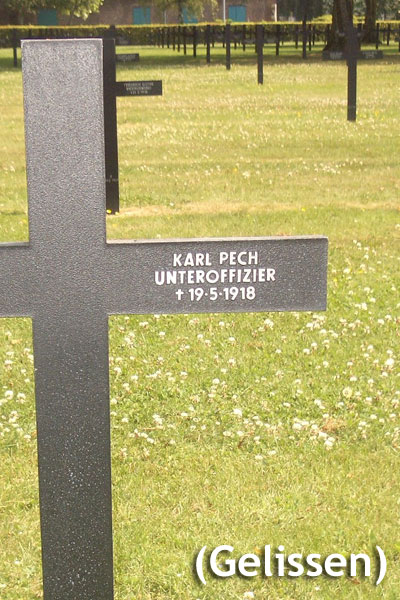 KARL PECH
UNTEROFFIZIER
† 19·5·1918
(Gelissen)